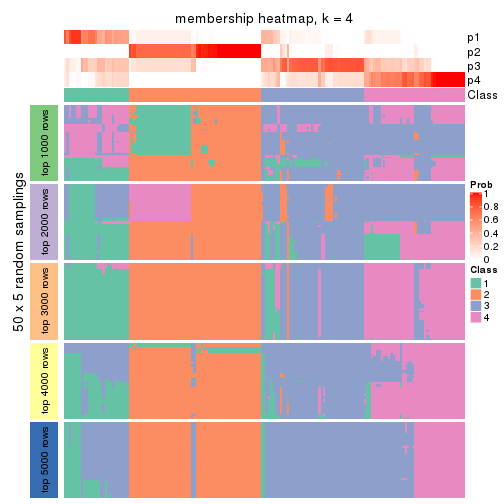 membership heatmap, k = 4
p1
p2
p3
p4
Class
50 x 5 random samplings
top 1000 rows
top 2000 rows
top 3000 rows
top 4000 rows
top 5000 rows
Prob
1
0.8
0.6
0.4
0.2
0
Class
1
2
3
4